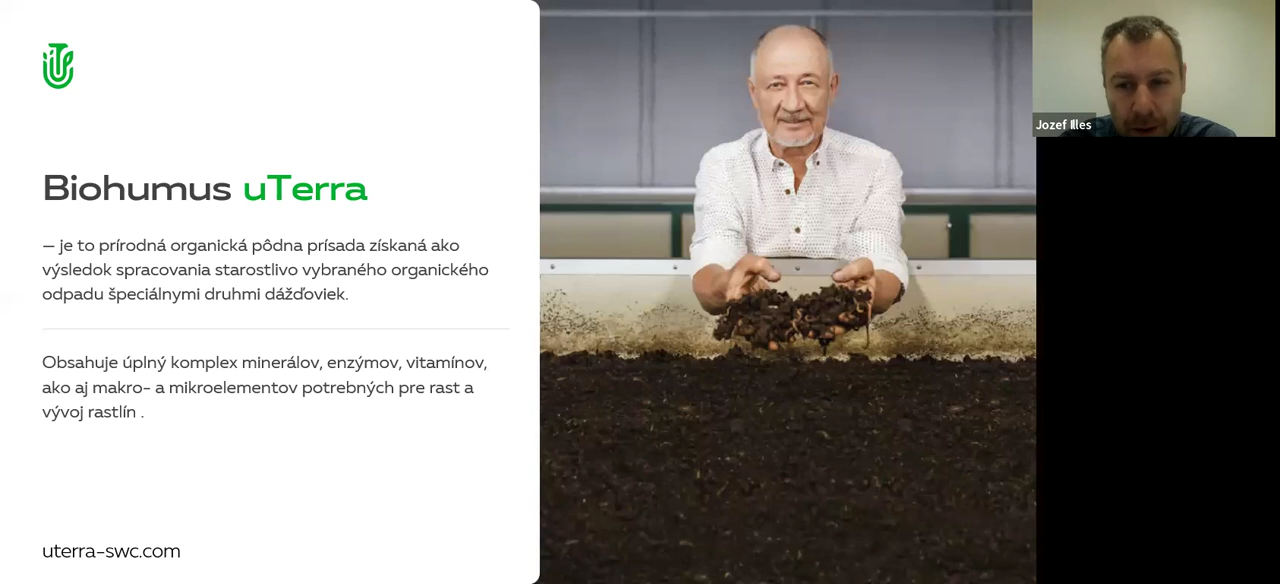 Biohumus uTerra
– je to prírodná organická pôdna prísada získaná ako
výsledok spracovania starostlivo vybraného organického
odpadu špeciálnymi druhmi dážďoviek.
Obsahuje úplný komplex minerálov, enzýmov, vitamínov,
ako aj makro- a mikroelementov potrebných pre rast a
vývoj rastlín .
uterra-swc.com
Jozef Illes